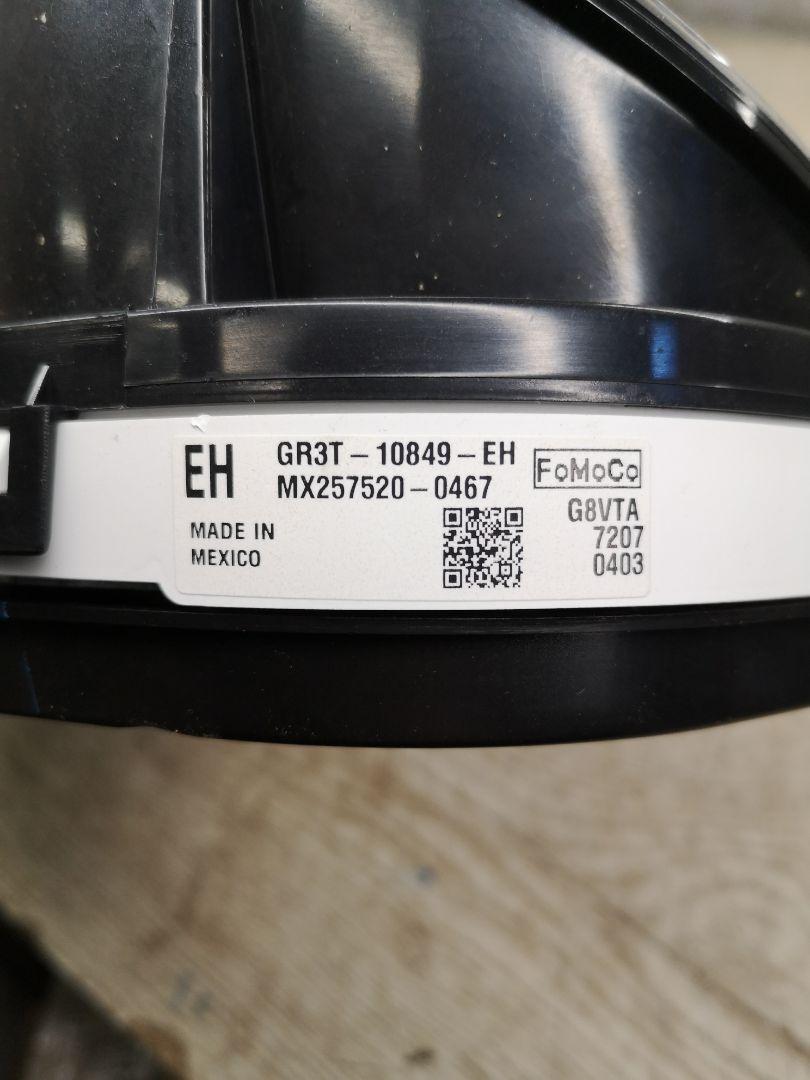 EH
GR3T-10849-EH
MX257520-0467
FoMoCo
MADE IN
MEXICO
G8VTA
7207
0403